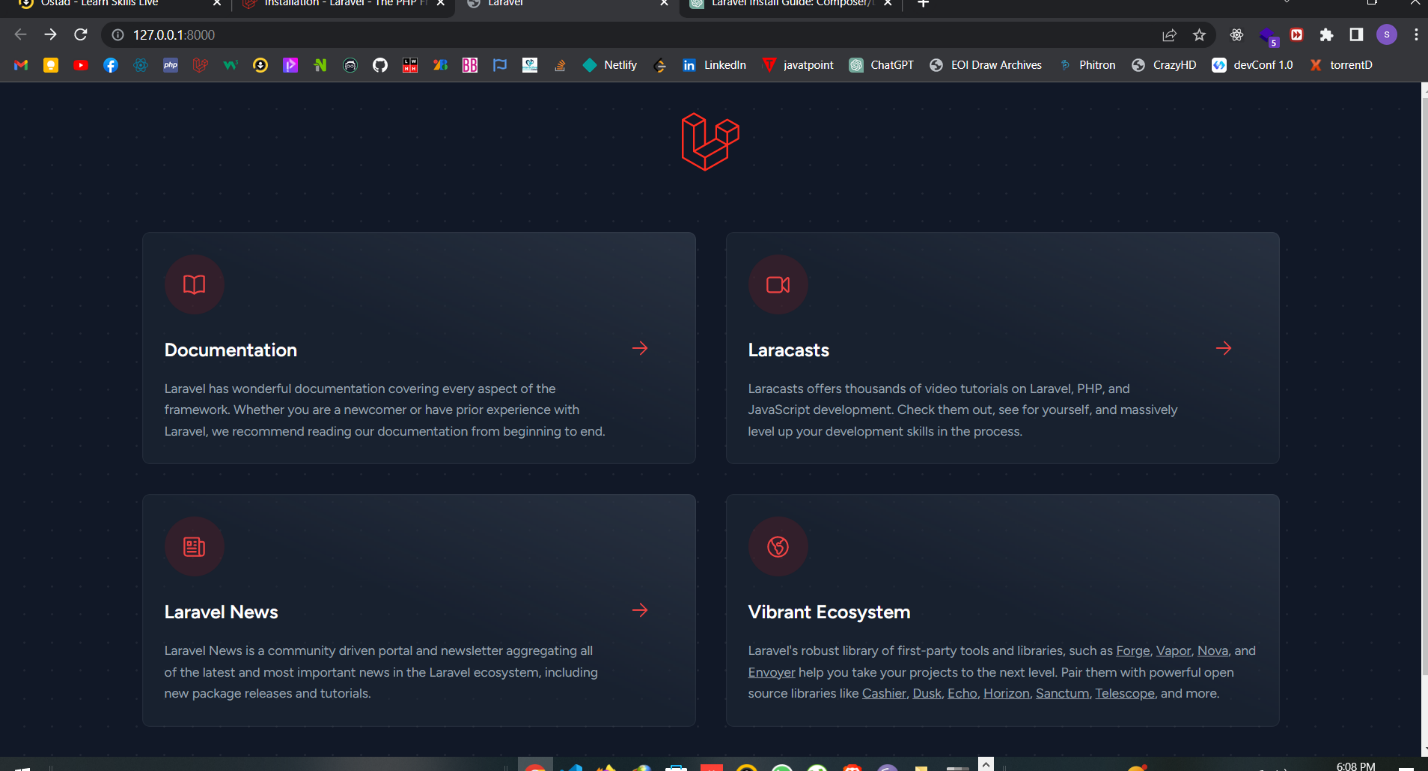 Ostad - Learn Skills Live
Installation - Laravel - The PHP F
Laravel
Laravel Install Guide: Composer/
127.0.0.1:8000
5
S
php
BB
Netlify
in LinkedIn
javatpoint
ChatGPT
EOI Draw Archives
Phitron
CrazyHD
devConf 1.0
X torrentD
Documentation
Laravel has wonderful documentation covering every aspect of the
framework. Whether you are a newcomer or have prior experience with
Laravel, we recommend reading our documentation from beginning to end.
Laracasts
Laracasts offers thousands of video tutorials on Laravel, PHP, and
JavaScript development. Check them out, see for yourself, and massively
level up your development skills in the process.
Laravel News
Laravel News is a community driven portal and newsletter aggregating all
of the latest and most important news in the Laravel ecosystem, including
new package releases and tutorials.
Vibrant Ecosystem
Laravel's robust library of first-party tools and libraries, such as Forge, Vapor, Nova, and
Envoyer help you take your projects to the next level. Pair them with powerful open
source libraries like Cashier, Dusk, Echo, Horizon, Sanctum, Telescope, and more.
6:08 PM